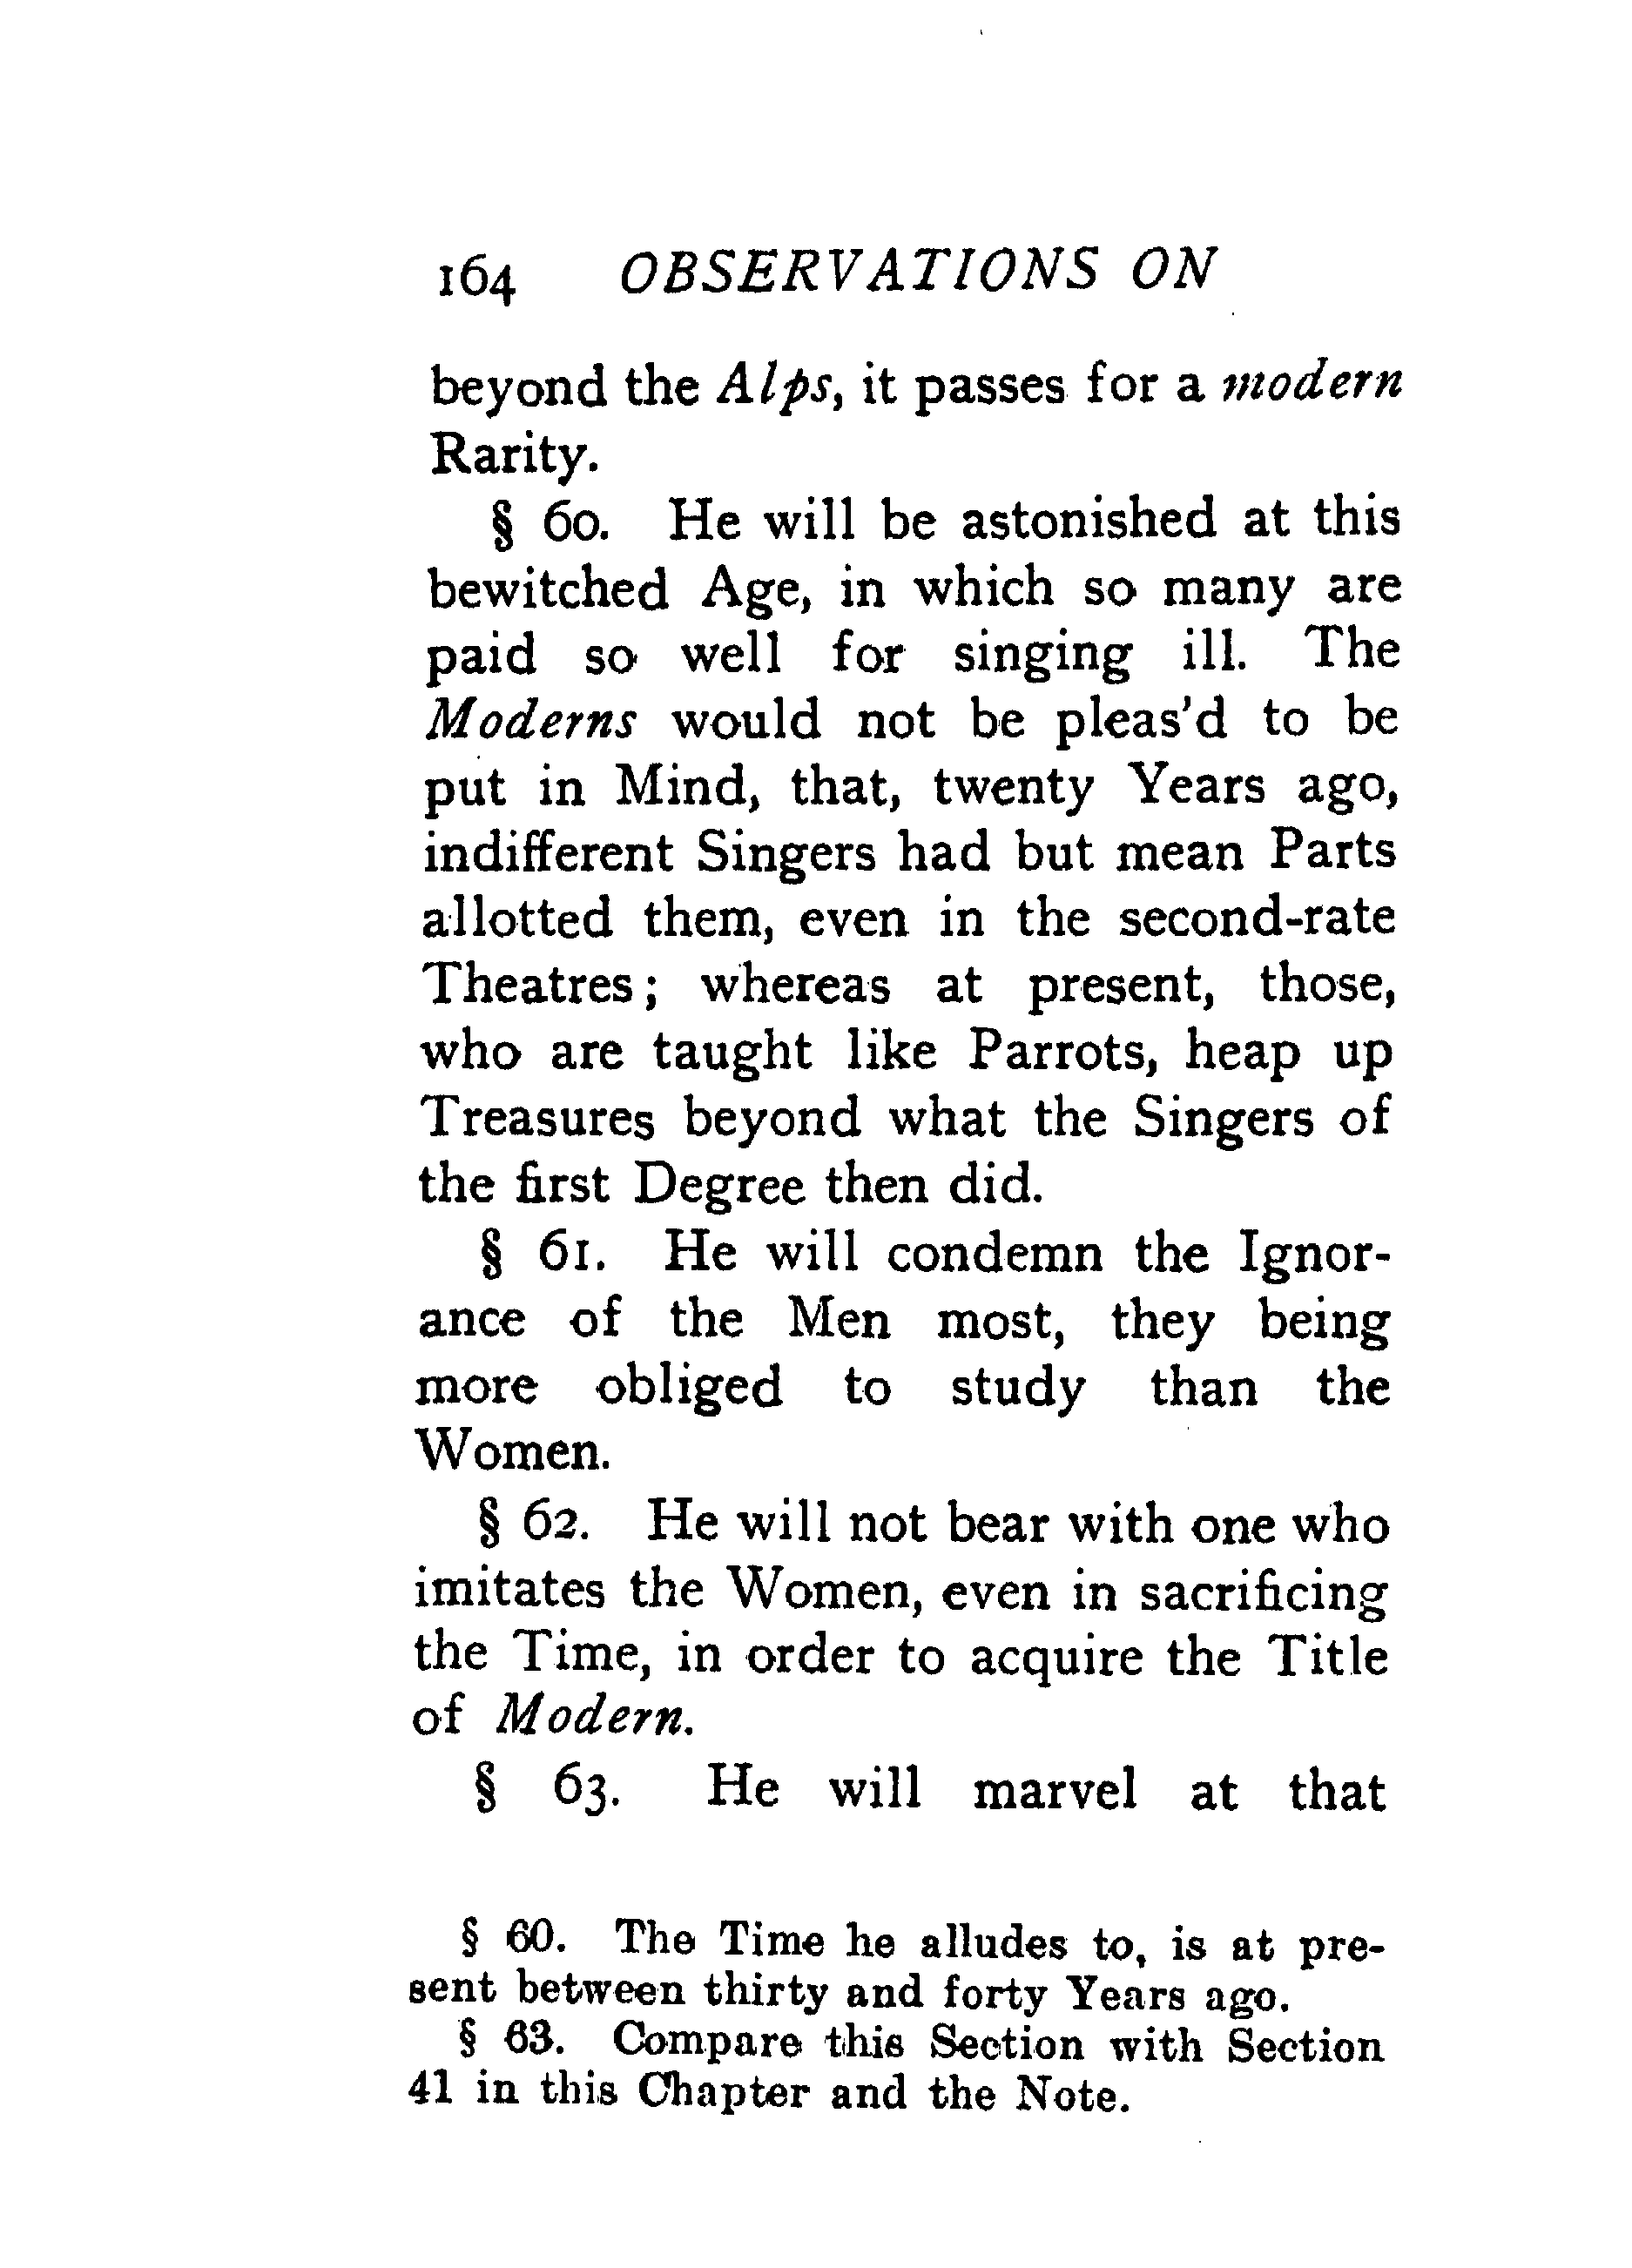 164 OBSERVATIONS ON
beyond the Alps, it passes for a modern
Rarity.
§ 60. He will be astonished at this
bewitched Age, in which so many are
paid so well for singing ill. The
Moderns would not be pleas'd to be
put in Mind, that, twenty Years ago,
indifferent Singers had but mean Parts
allotted them, even in the second-rate
Theatres; whereas at present, those,
who are taught like Parrots, heap up
Treasures beyond what the Singers of
the first Degree then did.
§ 61. He will condemn the Ignor-
ance of the Men most, they being
more obliged to study than the
Women.
§ 62. He will not bear with one who
imitates the Women, even in sacrificing
the Time, in order to acquire the Title
of Modern.
§ 63. He will marvel at that
§ 60. The Time he alludes to, is at pre-
sent between thirty and forty Years ago.
§ 63. Compare this Section with Section
41 in this Chapter and the Note.